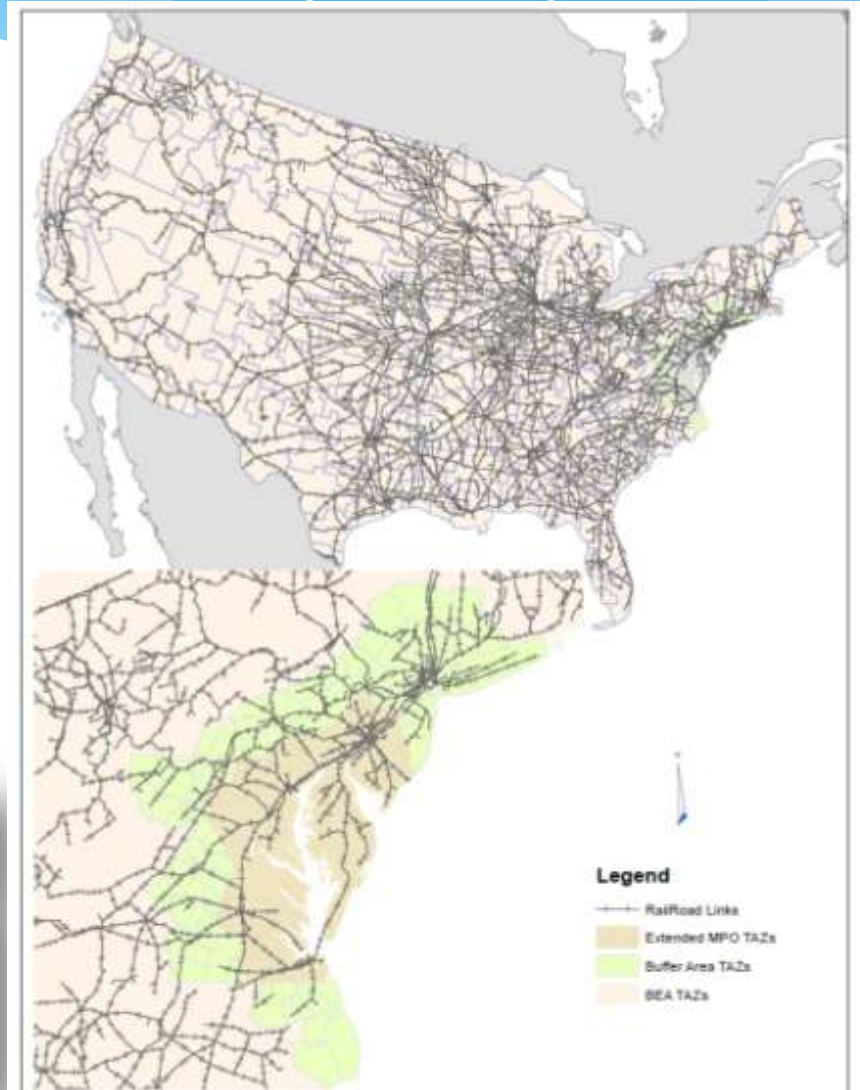 Legend
RailRoad Links
Extended MPO TAZs
Buffer Area TAZs
BEA TAZs